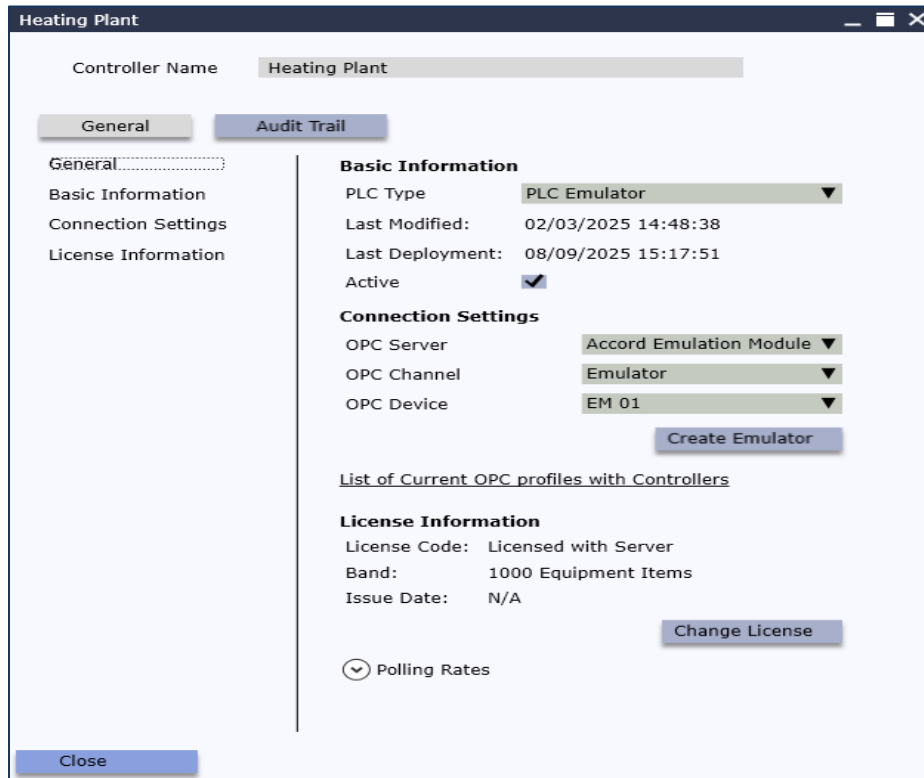 Heating Plant
Controller Name Heating Plant
General Audit Trail
General
Basic Information
Connection Settings
License Information
Basic Information
PLC Type PLC Emulator
Last Modified: 02/03/2025 14:48:38
Last Deployment: 08/09/2025 15:17:51
Active
Connection Settings
OPC Server Accord Emulation Module
OPC Channel Emulator
OPC Device EM 01
Create Emulator
List of Current OPC profiles with Controllers
License Information
License Code: Licensed with Server
Band: 1000 Equipment Items
Issue Date: N/A
Change License
Polling Rates
Close